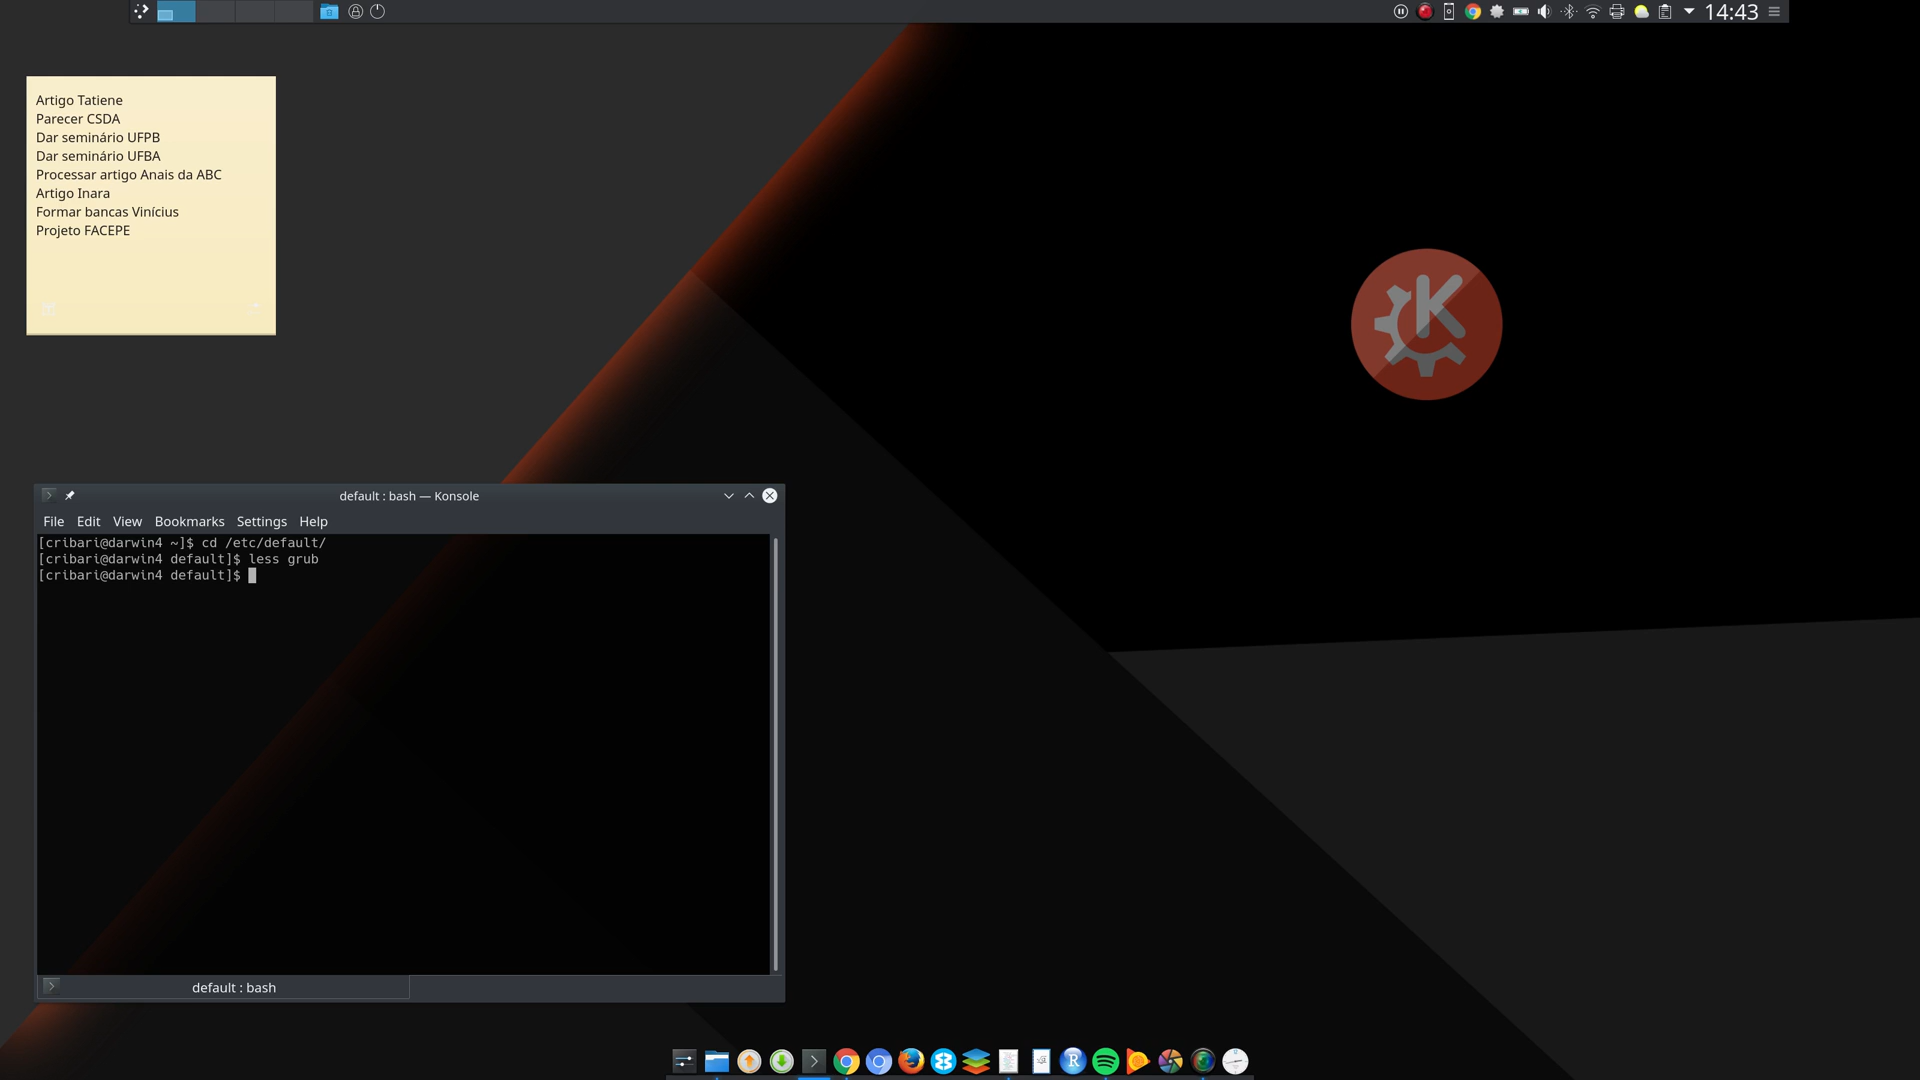 14:43
Artigo Tatiene
Parecer CSDA
Dar seminário UFPB
Dar seminário UFBA
Processar artigo Anais da ABC
Artigo Inara
Formar bancas Vinícius
Projeto FACEPE
default : bash — Konsole
File Edit View Bookmarks Settings Help
[cribari@darwin4 ~]$ cd /etc/default/
[cribari@darwin4 default]$ less grub
[cribari@darwin4 default]$
default : bash